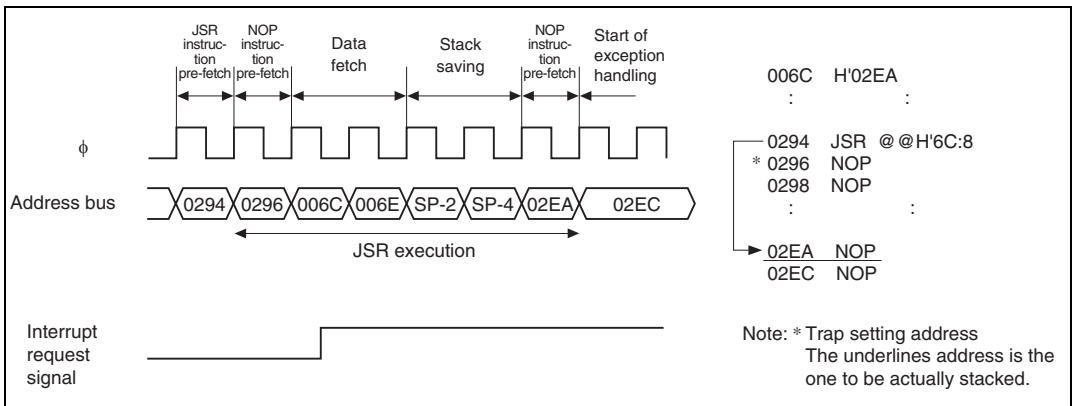 JSR
instruc-
tion
pre-fetch
NOP
instruc-
tion
pre-fetch
Data
fetch
Stack
saving
NOP
instruc-
tion
pre-fetch
Start of
exception
handling
φ
Address bus
0294 0296 006C 006E SP-2 SP-4 02EA 02EC
JSR execution
Interrupt
request
signal
006C H'02EA
: :
0294 JSR @@H'6C:8
* 0296 NOP
0298 NOP
: :
02EA NOP
02EC NOP
Note: * Trap setting address
The underlines address is the
one to be actually stacked.